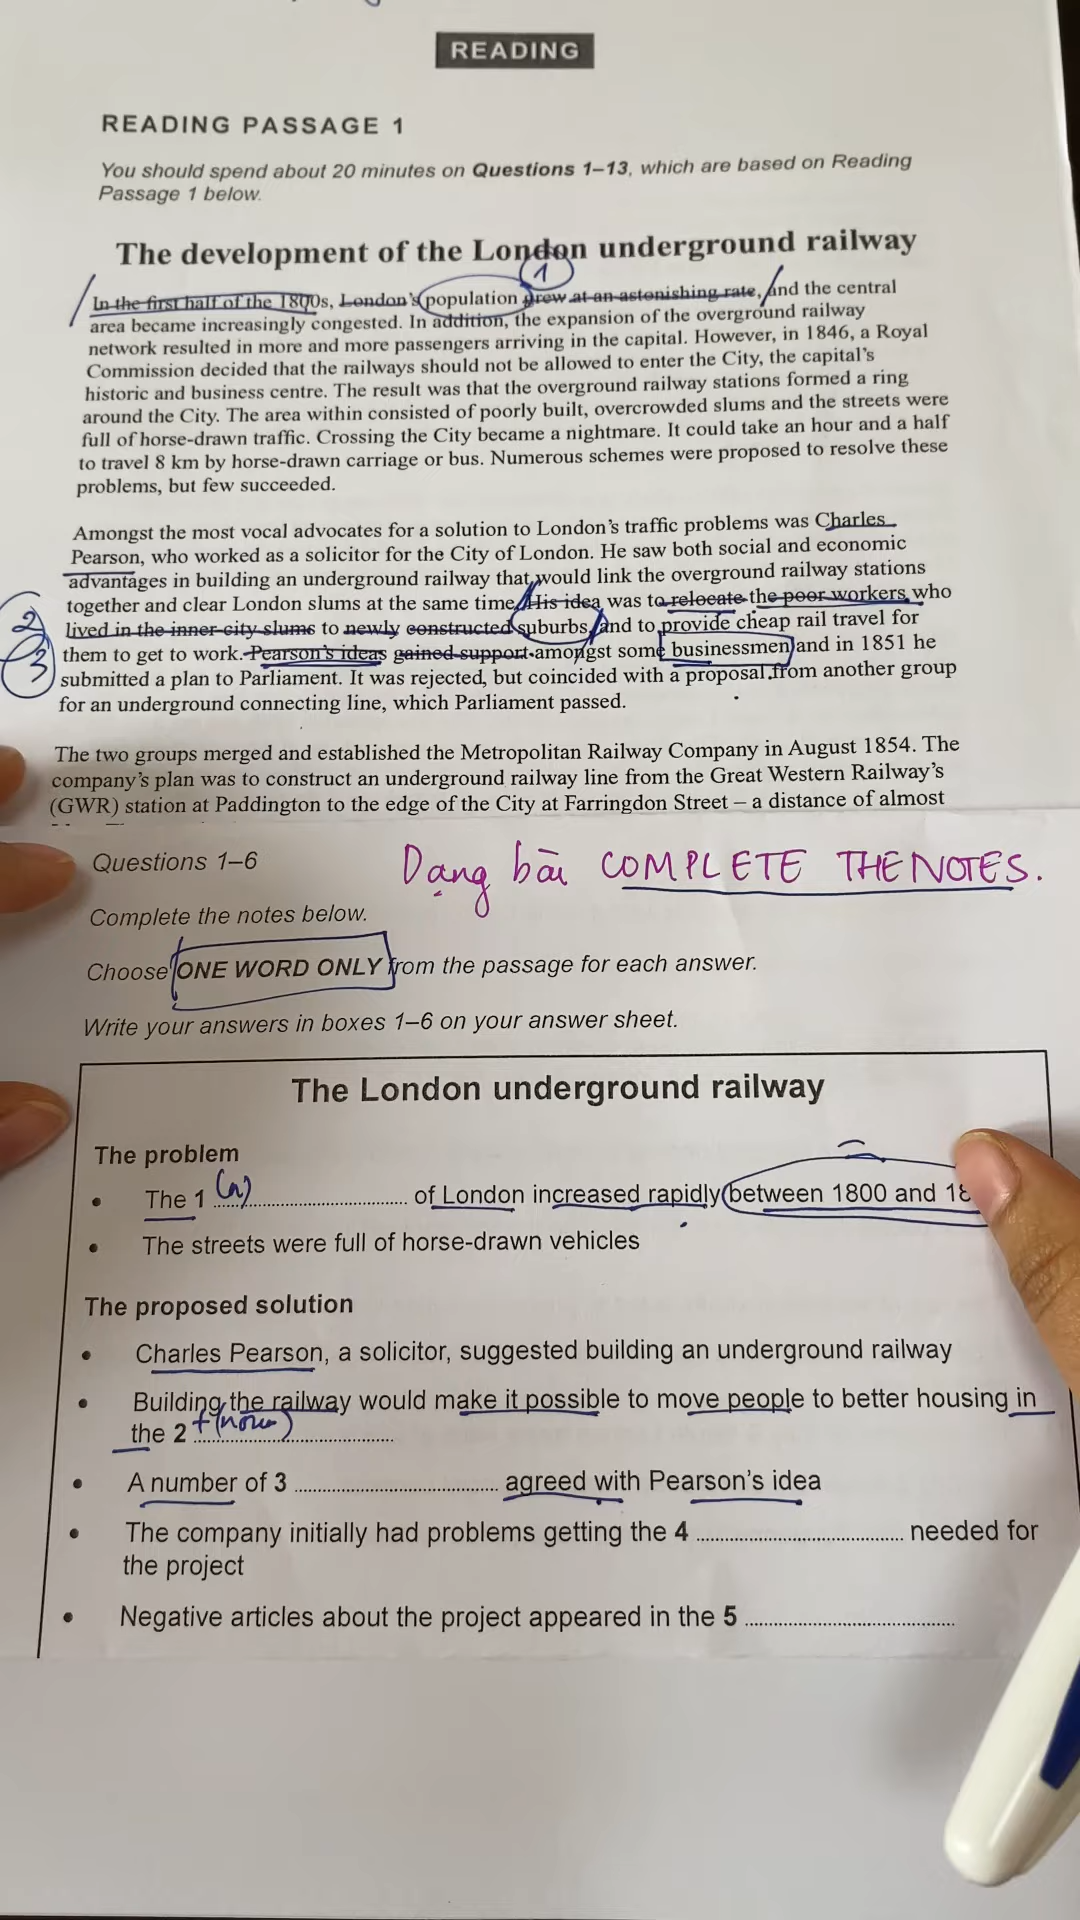 READING
READING PASSAGE 1
You should spend about 20 minutes on Questions 1–13, which are based on Reading
Passage 1 below.
The development of the London underground railway
1
In the first half of the 1800s, London's population grew at an astonishing rate, and the central
area became increasingly congested. In addition, the expansion of the overground railway
network resulted in more and more passengers arriving in the capital. However, in 1846, a Royal
Commission decided that the railways should not be allowed to enter the City, the capital's
historic and business centre. The result was that the overground railway stations formed a ring
around the City. The area within consisted of poorly built, overcrowded slums and the streets were
full of horse-drawn traffic. Crossing the City became a nightmare. It could take an hour and a half
to travel 8 km by horse-drawn carriage or bus. Numerous schemes were proposed to resolve these
problems, but few succeeded.
Amongst the most vocal advocates for a solution to London's traffic problems was Charles
Pearson, who worked as a solicitor for the City of London. He saw both social and economic
advantages in building an underground railway that would link the overground railway stations
together and clear London slums at the same time. His idea was to relocate the poor workers who
2 lived in the inner-city slums to newly constructed suburbs, and to provide cheap rail travel for
3 them to get to work. Pearson's ideas gained support amongst some businessmen and in 1851 he
submitted a plan to Parliament. It was rejected, but coincided with a proposal from another group
for an underground connecting line, which Parliament passed.
The two groups merged and established the Metropolitan Railway Company in August 1854. The
company's plan was to construct an underground railway line from the Great Western Railway's
(GWR) station at Paddington to the edge of the City at Farringdon Street – a distance of almost
Questions 1–6
Dạng bài COMPLETE THE NOTES.
Complete the notes below.
Choose ONE WORD ONLY from the passage for each answer.
Write your answers in boxes 1–6 on your answer sheet.
The London underground railway
The problem
• The 1 (n) .............................. of London increased rapidly between 1800 and 18
• The streets were full of horse-drawn vehicles
The proposed solution
• Charles Pearson, a solicitor, suggested building an underground railway
• Building the railway would make it possible to move people to better housing in
the 2 + (noun) ..............................
• A number of 3 .............................. agreed with Pearson's idea
• The company initially had problems getting the 4 .............................. needed for
the project
• Negative articles about the project appeared in the 5 ..............................